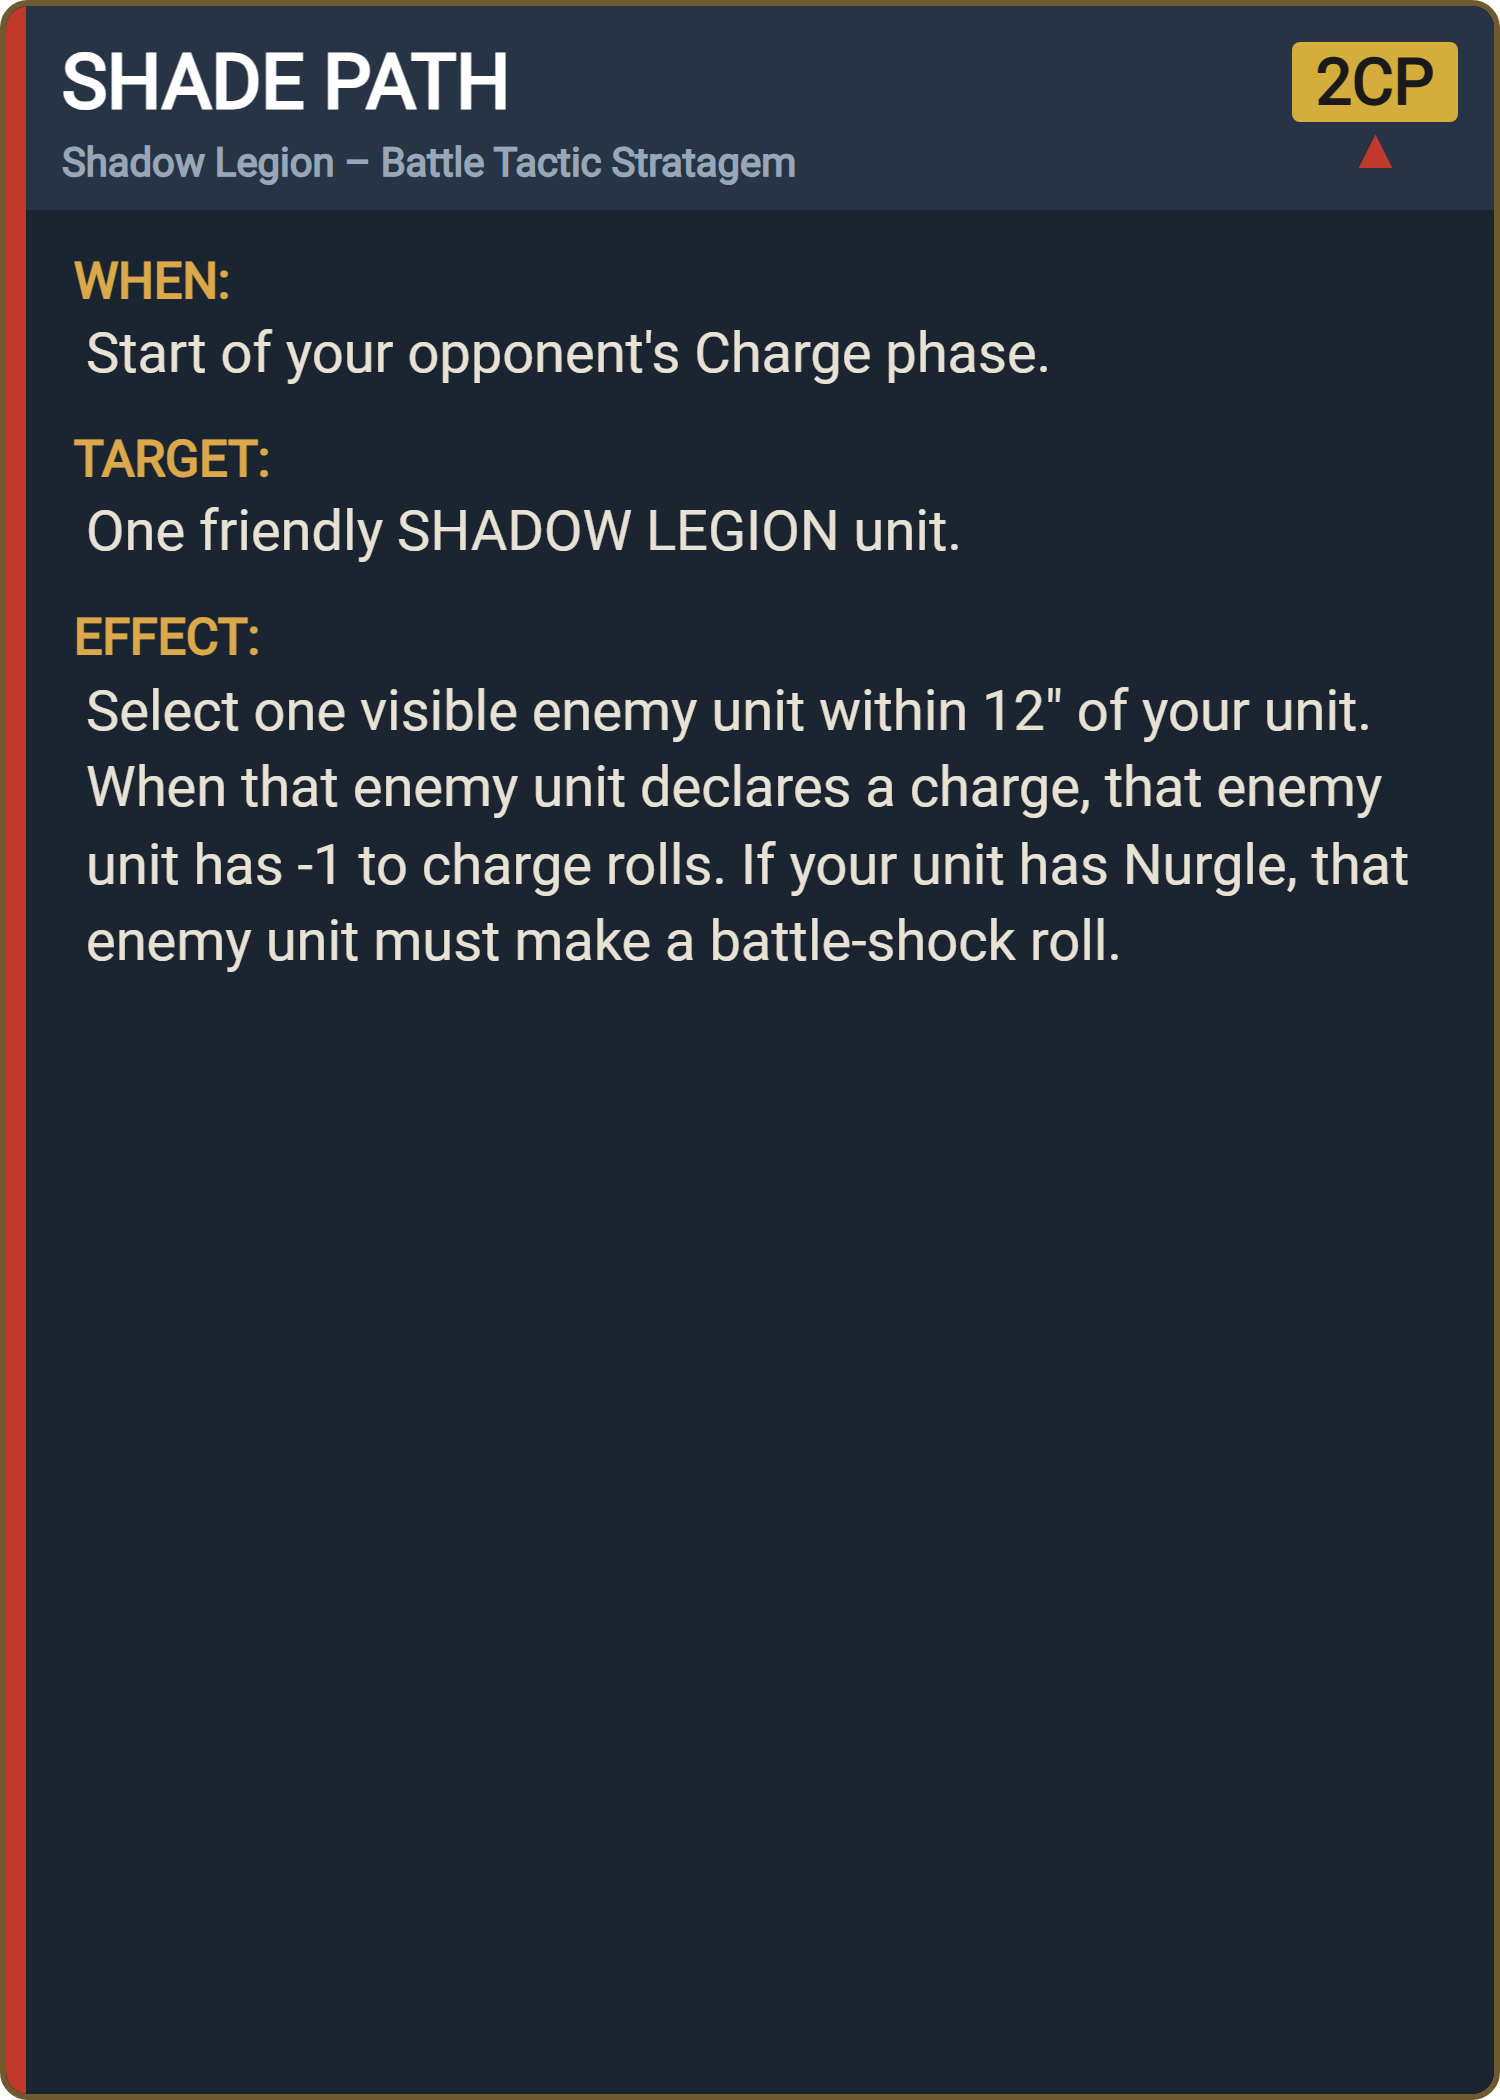 SHADE PATH
2CP
Shadow Legion – Battle Tactic Stratagem
WHEN:
Start of your opponent's Charge phase.
TARGET:
One friendly SHADOW LEGION unit.
EFFECT:
Select one visible enemy unit within 12" of your unit.
When that enemy unit declares a charge, that enemy
unit has -1 to charge rolls. If your unit has Nurgle, that
enemy unit must make a battle-shock roll.